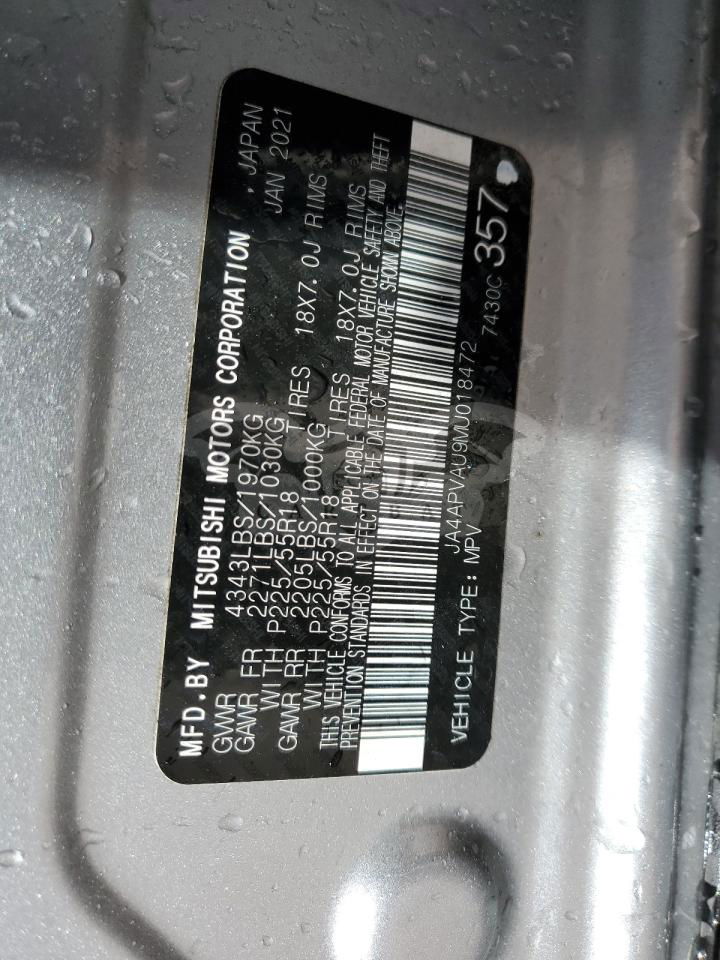 MFD.BY MITSUBISHI MOTORS CORPORATION , JAPAN
GVWR 4343LBS/1970KG JAN 2021
GAWR FR 2271LBS/1030KG
WITH P225/55R18 TIRES 18X7.0J RIMS
GAWR RR 2205LBS/1000KG
WITH P225/55R18 TIRES 18X7.0J RIMS
THIS VEHICLE CONFORMS TO ALL APPLICABLE FEDERAL MOTOR VEHICLE SAFETY AND THEFT
PREVENTION STANDARDS IN EFFECT ON THE DATE OF MANUFACTURE SHOWN ABOVE.
JA4APVAU9MU018472
VEHICLE TYPE: MPV 7430C 357